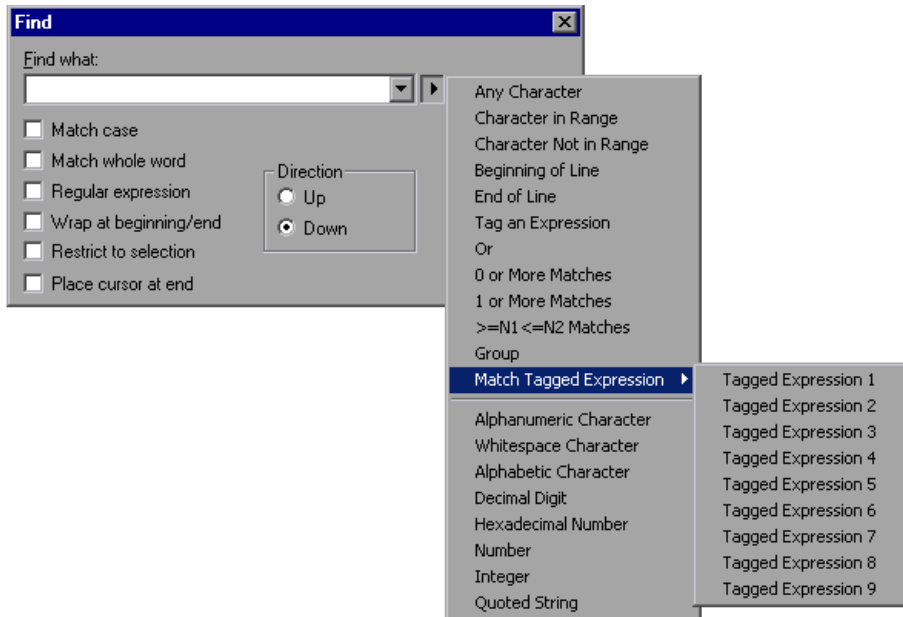 Find
Find what:
Match case
Match whole word
Regular expression
Wrap at beginning/end
Restrict to selection
Place cursor at end
Direction
Up
Down
Any Character
Character in Range
Character Not in Range
Beginning of Line
End of Line
Tag an Expression
Or
0 or More Matches
1 or More Matches
>=N1<=N2 Matches
Group
Match Tagged Expression
Alphanumeric Character
Whitespace Character
Alphabetic Character
Decimal Digit
Hexadecimal Number
Number
Integer
Quoted String
Tagged Expression 1
Tagged Expression 2
Tagged Expression 3
Tagged Expression 4
Tagged Expression 5
Tagged Expression 6
Tagged Expression 7
Tagged Expression 8
Tagged Expression 9